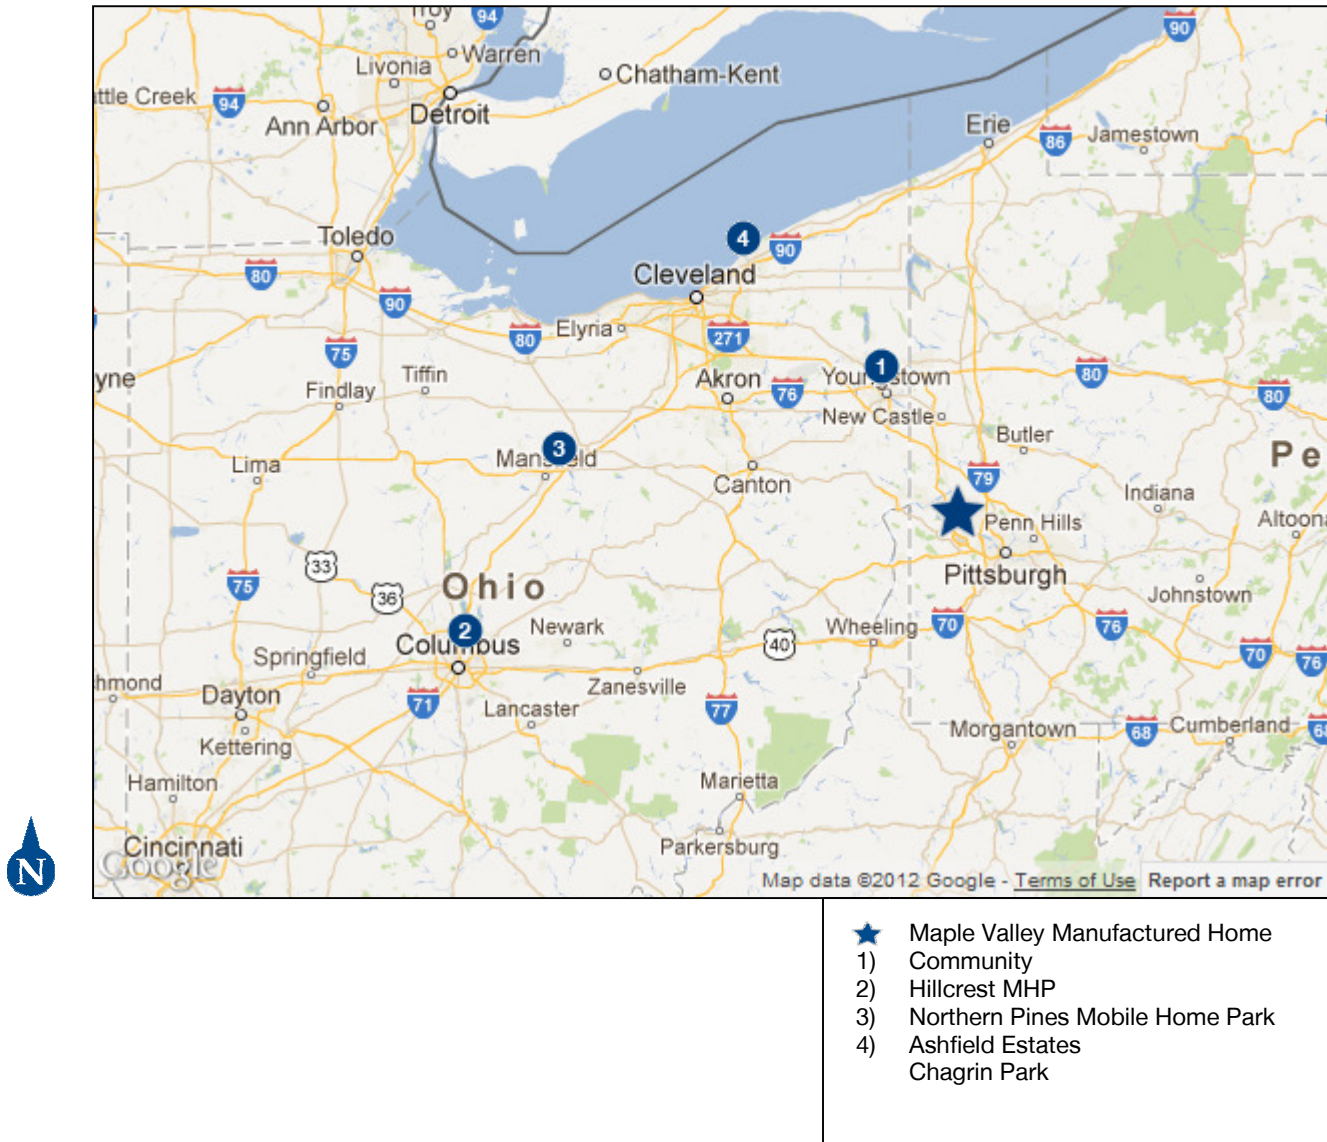 Troy
94
Warren
Livonia
Chatham-Kent
90
ttle Creek
94
Ann Arbor
Detroit
Erie
86
Jamestown
Toledo
4
90
80
Cleveland
90
Elyria
80
271
75
1
yne
Tiffin
Akron
76
Youngstown
80
80
Findlay
New Castle
Butler
3
Mansfield
Lima
Canton
79
Pe
Indiana
Penn Hills
Altoona
33
Pittsburgh
75
36
Ohio
Johnstown
2
Columbus
Newark
40
Wheeling
70
76
Springfield
70
76
hmond
Dayton
71
Zanesville
Lancaster
77
Kettering
Morgantown
68
Cumberland
68
Hamilton
Marietta
Cincinnati
Parkersburg
N
Google
Map data ©2012 Google - Terms of Use
Report a map error
Maple Valley Manufactured Home
1) Community
2) Hillcrest MHP
3) Northern Pines Mobile Home Park
4) Ashfield Estates
Chagrin Park